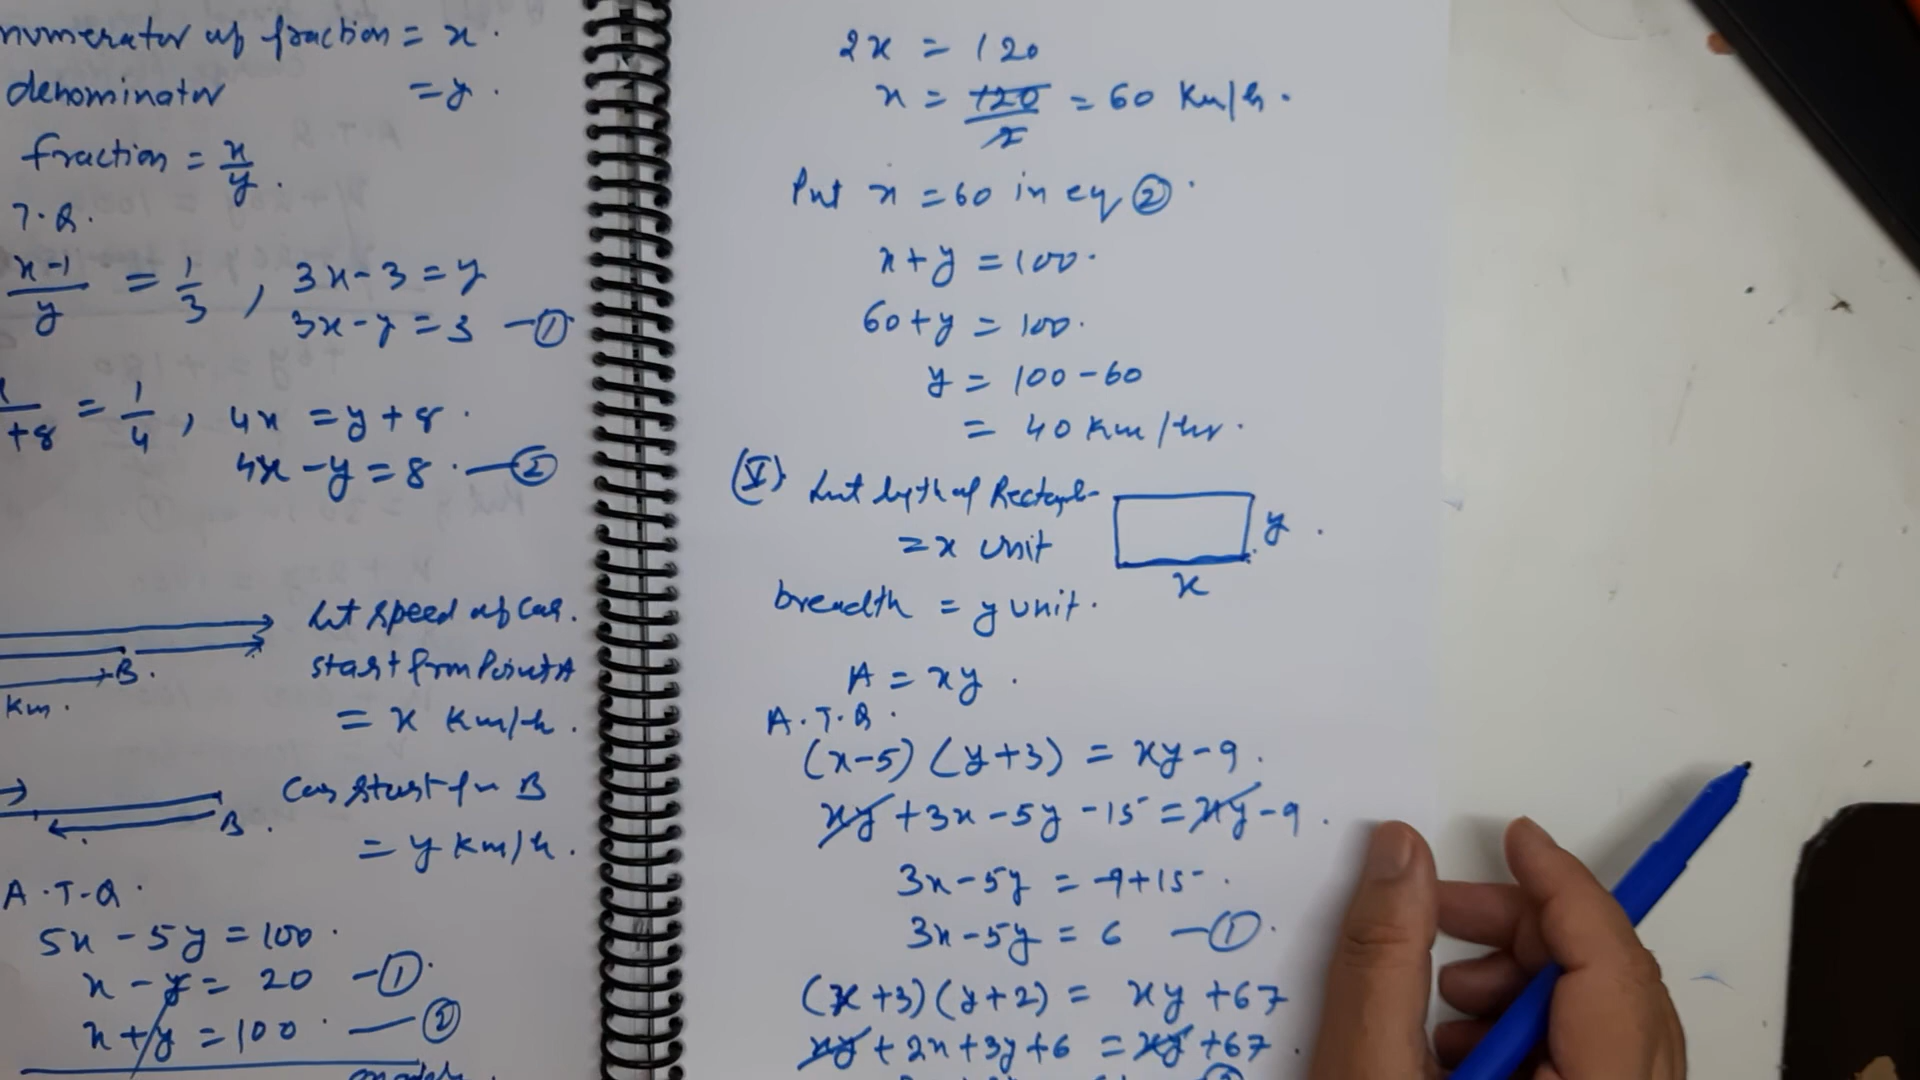 numerator of fraction = x.
denominator = y.
fraction = x/y.
T.Q.
x-1/y = 1/3, 3x-3=y
3x-y=3 -①
+8 = 1/4, 4x = y+8.
4x-y=8. -②
Let speed of car.
start from Point A
B.
Km.
= x Km/h.
Car start from B
B.
= y Km/h.
A.T.Q.
5x-5y=100.
x-y=20 -①.
x+y=100. -②
2x = 120
x = 120/2 = 60 Km/h.
Put x=60 in eq ②.
x+y=100.
60+y=100.
y = 100-60
= 40 Km/hr.
(V) Let length of Rectangle
= x unit
y.
x
breadth = y unit.
A = xy.
A.T.Q.
(x-5)(y+3) = xy-9.
xy+3x-5y-15=xy-9.
3x-5y = -9+15.
3x-5y = 6 -①.
(x+3)(y+2) = xy+67
xy+2x+3y+6 = xy+67.